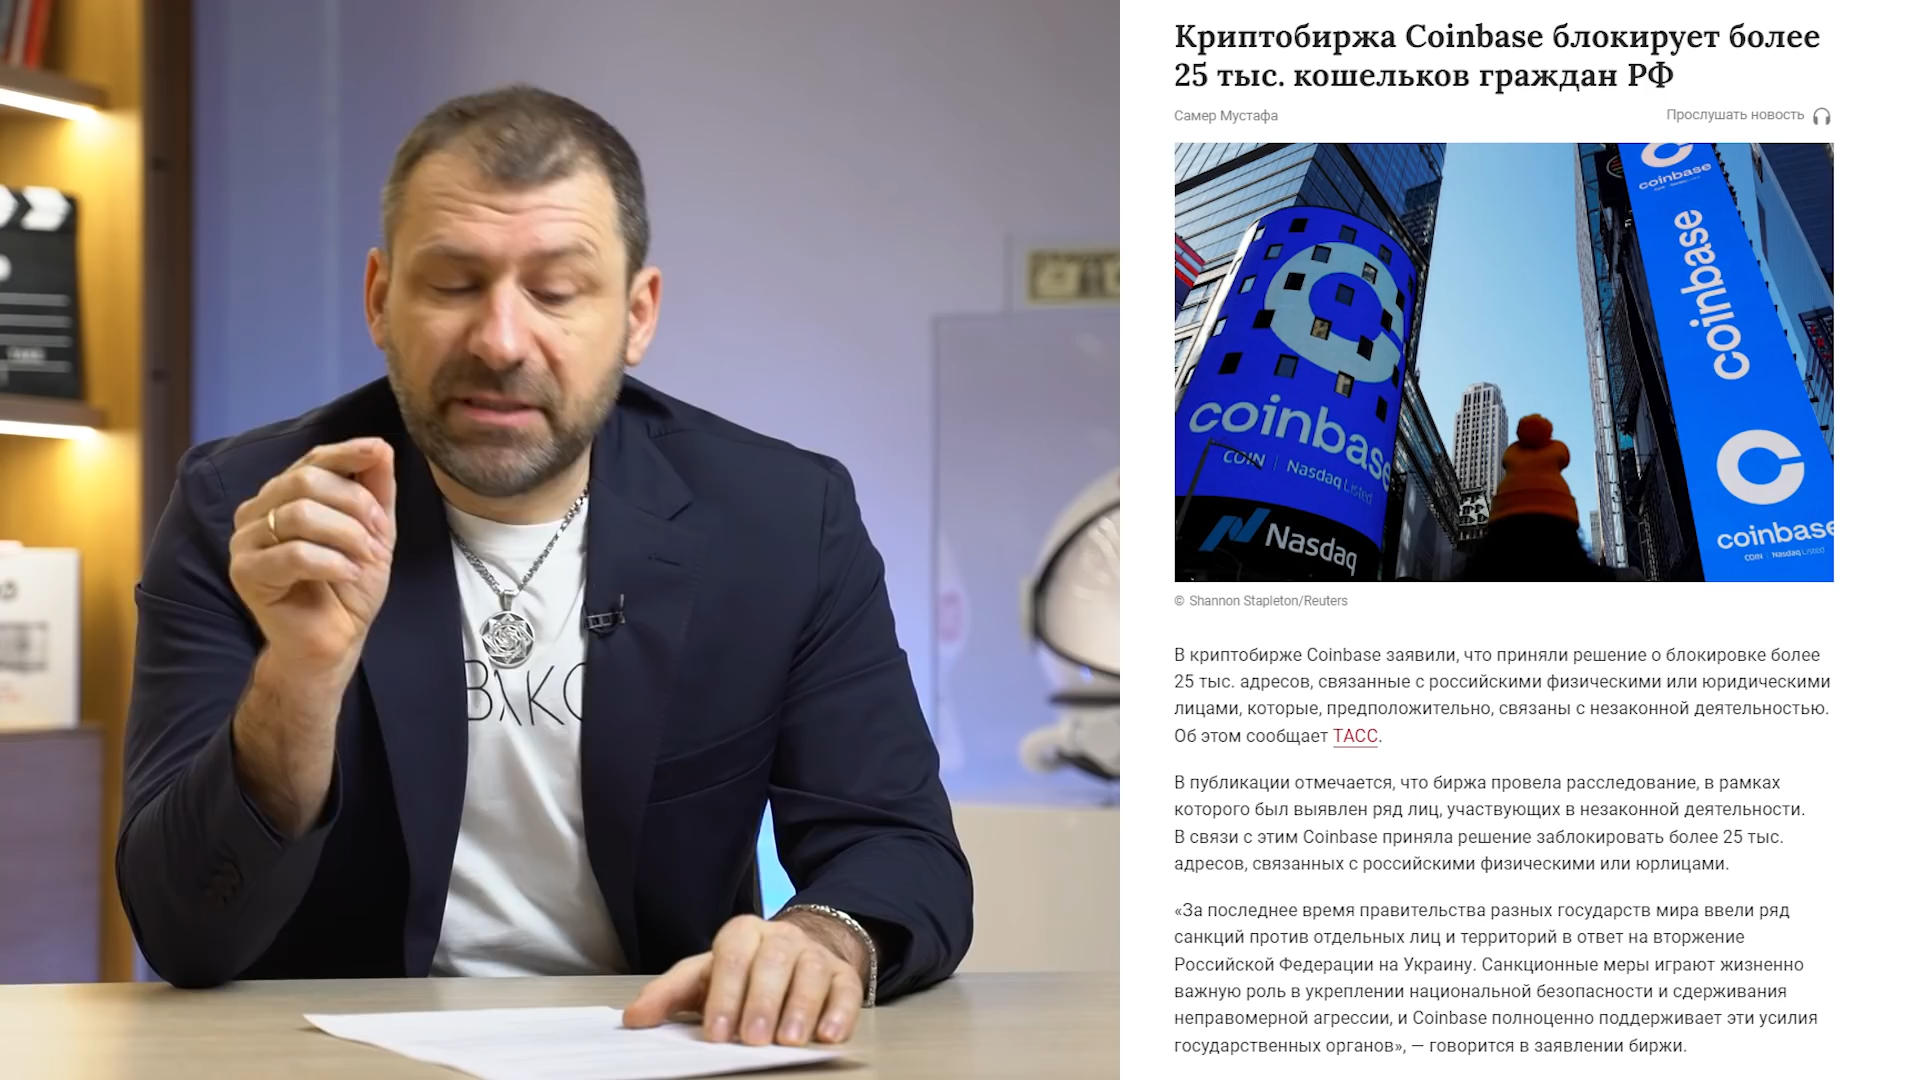 Криптобиржа Coinbase блокирует более
25 тыс. кошельков граждан РФ
Самер Мустафа
Прослушать новость
coinbase
coinbase
coinbase
COIN | Nasdaq Listed
Nasdaq
coinbase
COIN | Nasdaq Listed
© Shannon Stapleton/Reuters
В криптобирже Coinbase заявили, что приняли решение о блокировке более
25 тыс. адресов, связанные с российскими физическими или юридическими
лицами, которые, предположительно, связаны с незаконной деятельностью.
Об этом сообщает ТАСС.
В публикации отмечается, что биржа провела расследование, в рамках
которого был выявлен ряд лиц, участвующих в незаконной деятельности.
В связи с этим Coinbase приняла решение заблокировать более 25 тыс.
адресов, связанных с российскими физическими или юрлицами.
«За последнее время правительства разных государств мира ввели ряд
санкций против отдельных лиц и территорий в ответ на вторжение
Российской Федерации на Украину. Санкционные меры играют жизненно
важную роль в укреплении национальной безопасности и сдерживания
неправомерной агрессии, и Coinbase полноценно поддерживает эти усилия
государственных органов», — говорится в заявлении биржи.